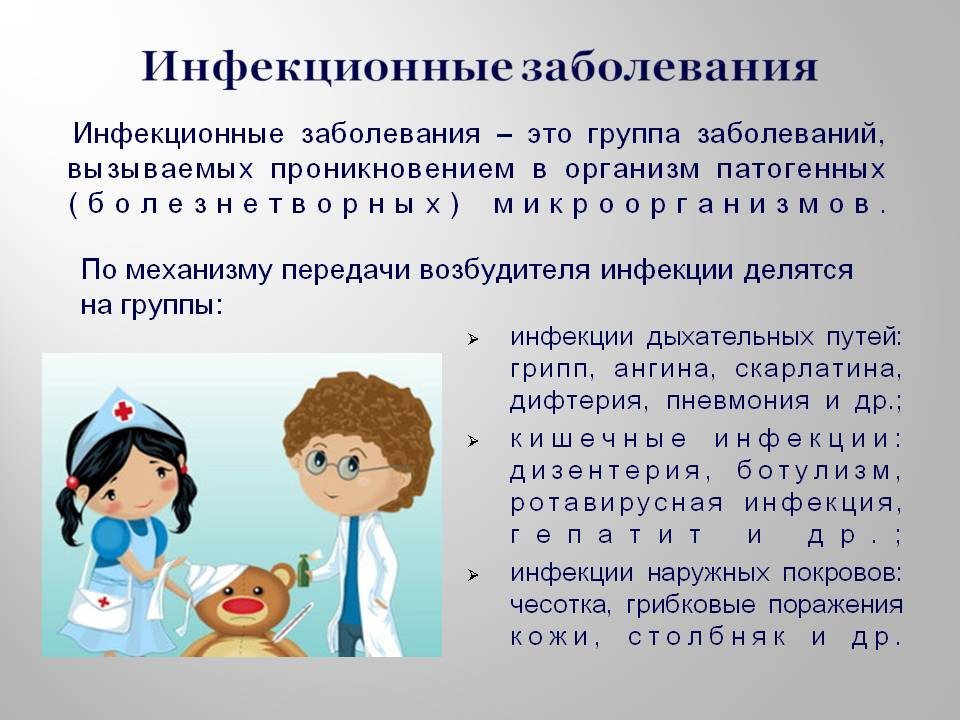 Инфекционные заболевания
Инфекционные заболевания – это группа заболеваний,
вызываемых проникновением в организм патогенных
(болезнетворных) микроорганизмов.
По механизму передачи возбудителя инфекции делятся
на группы:
инфекции дыхательных путей:
грипп, ангина, скарлатина,
дифтерия, пневмония и др.;
кишечные инфекции:
дизентерия, ботулизм,
ротавирусная инфекция,
гепатит и др.;
инфекции наружных покровов:
чесотка, грибковые поражения
кожи, столбняк и др.